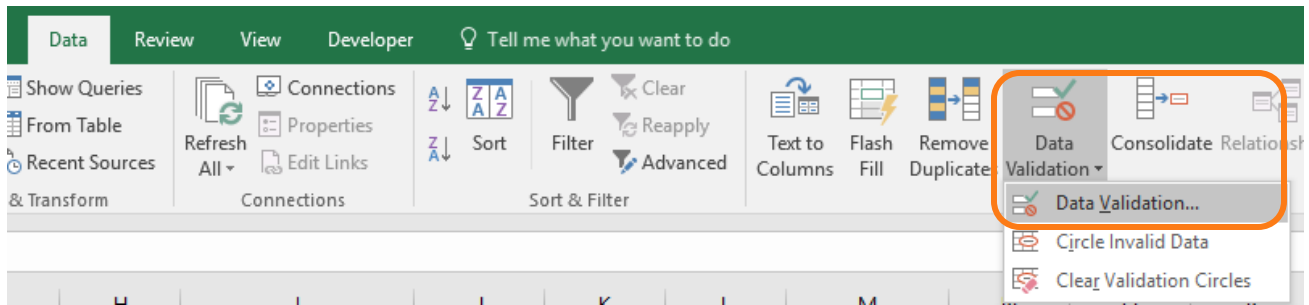 Data Review View Developer Tell me what you want to do
Show Queries
From Table
Recent Sources
& Transform
Refresh
All
Connections
Properties
Edit Links
Connections
Sort
Filter
Clear
Reapply
Advanced
Sort & Filter
Text to
Columns
Flash
Fill
Remove
Duplicates
Data
Validation
Consolidate
Data Validation...
Circle Invalid Data
Clear Validation Circles
H
K
M